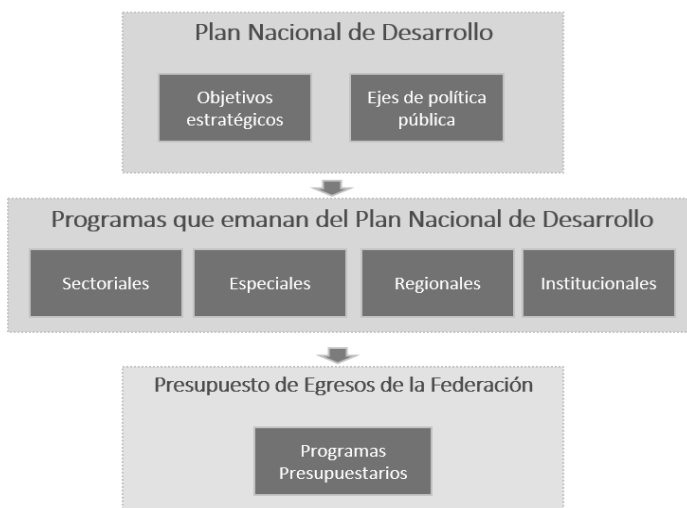 Plan Nacional de Desarrollo
Objetivos
estratégicos
Ejes de política
pública
Programas que emanan del Plan Nacional de Desarrollo
Sectoriales
Especiales
Regionales
Institucionales
Presupuesto de Egresos de la Federación
Programas
Presupuestarios